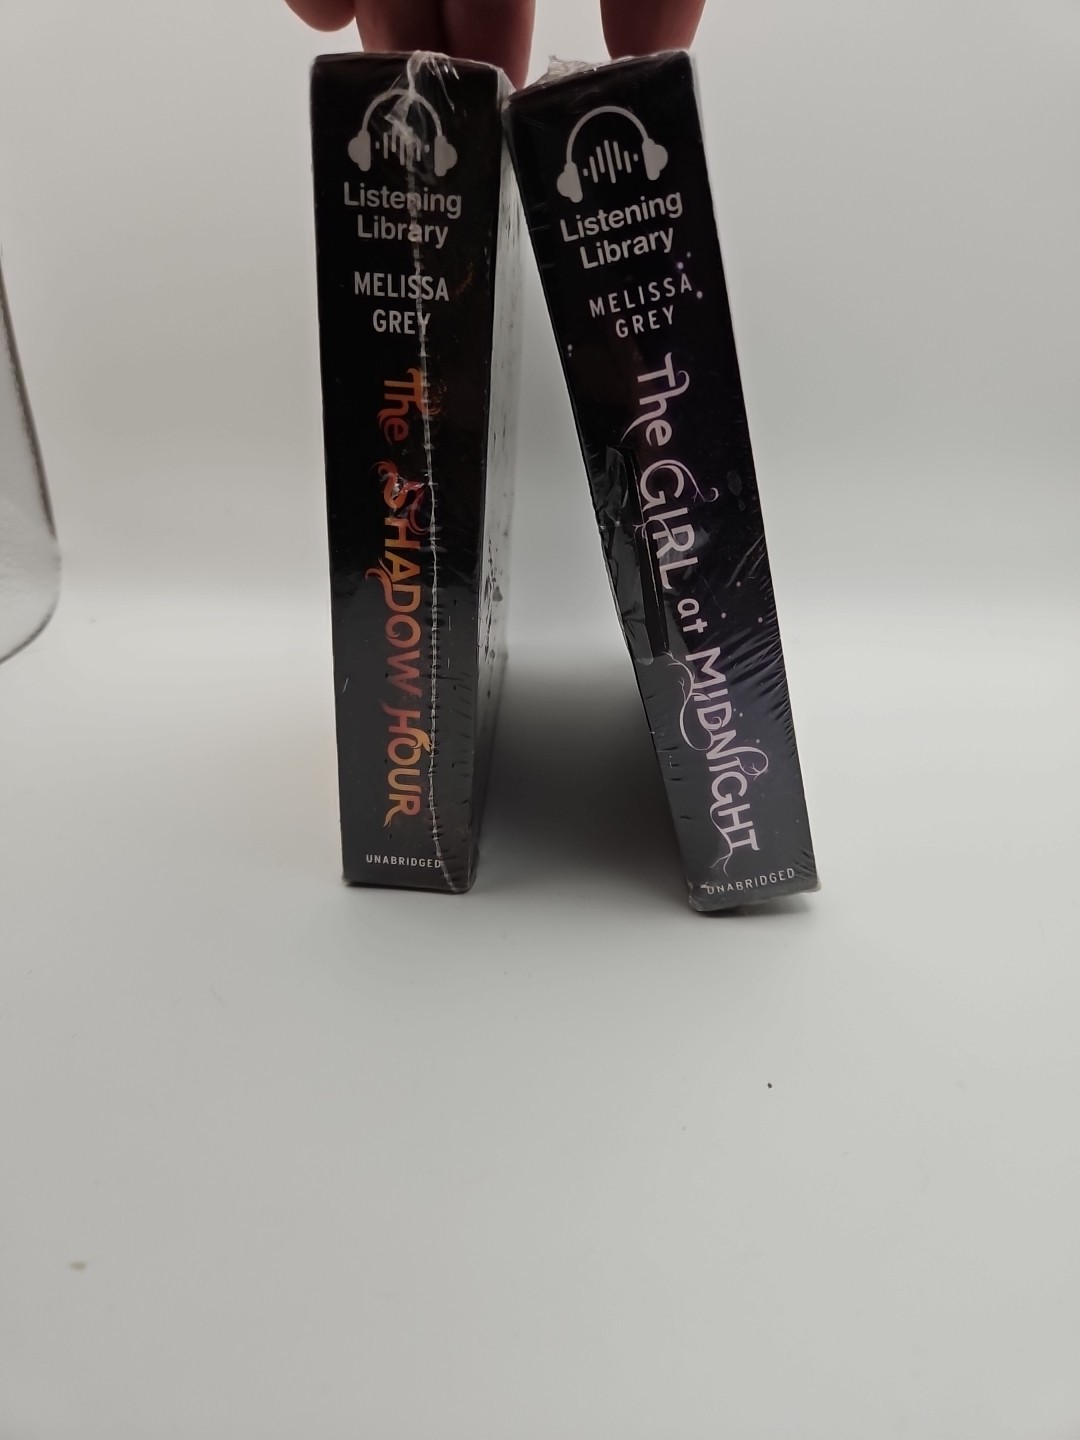 Listening
Library
MELISSA
GREY
The SHADOW HOUR
UNABRIDGED
Listening
Library
MELISSA
GREY
The GIRL at MIDNIGHT
UNABRIDGED